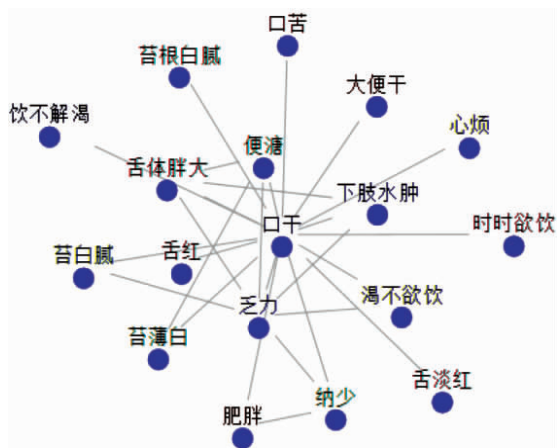 口苦
苔根白腻
大便干
饮不解渴
心烦
便溏
舌体胖大
下肢水肿
口干
时时欲饮
苔白腻
舌红
乏力
渴不欲饮
苔薄白
舌淡红
纳少
肥胖